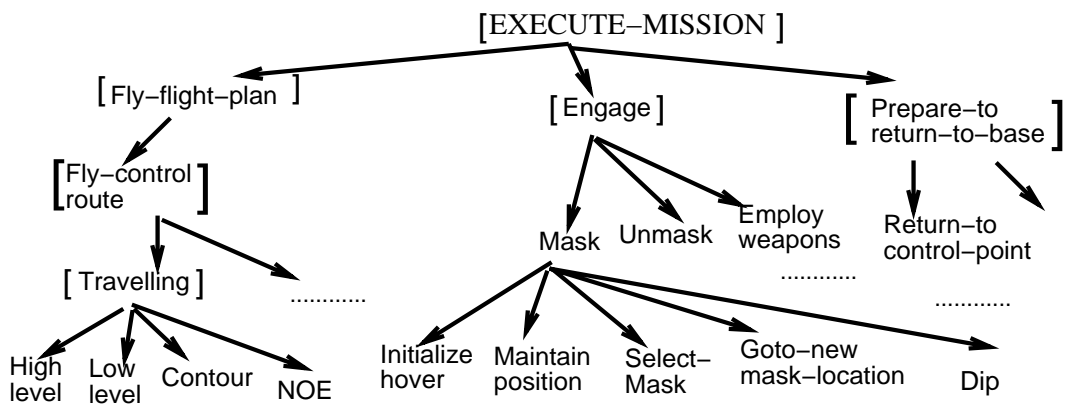 [EXECUTE–MISSION ]
[Fly–flight–plan ]
[Engage]
[Prepare–to
return–to–base]
[Fly–control
route]
Mask
Unmask
Employ
weapons
Return–to
control–point
[Travelling]
............
............
............
High
level
Low
level
Contour
NOE
Initialize
hover
Maintain
position
Select–
Mask
Goto–new
mask–location
Dip